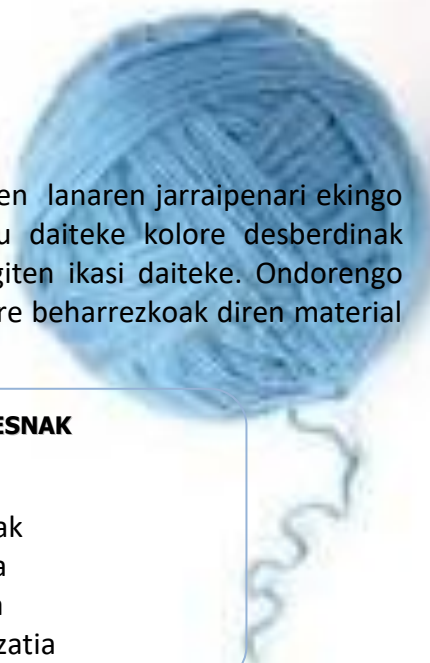 en lanaren jarraipenari ekingo
u daiteke kolore desberdinak
giten ikasi daiteke. Ondorengo
re beharrezkoak diren material
ESNAK
ak
a
zatia